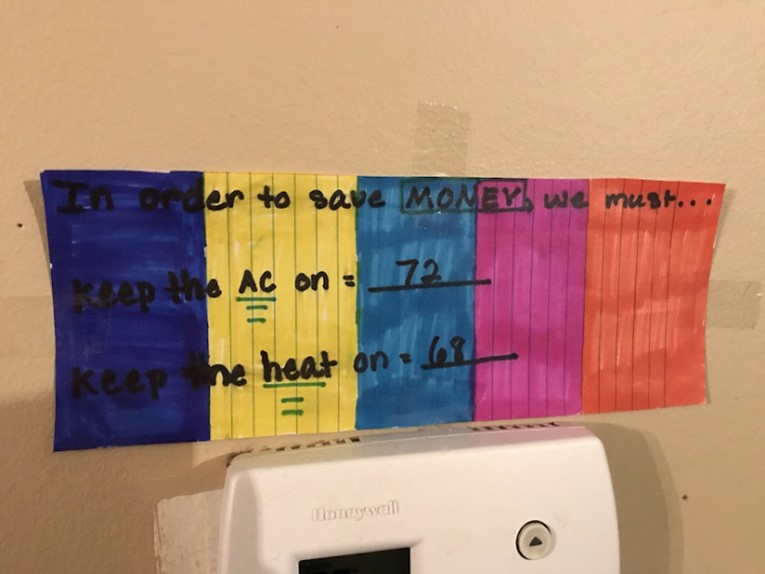 In order to save MONEY, we must...
Keep the AC on = 72
Keep the heat on = 68
Honeywell